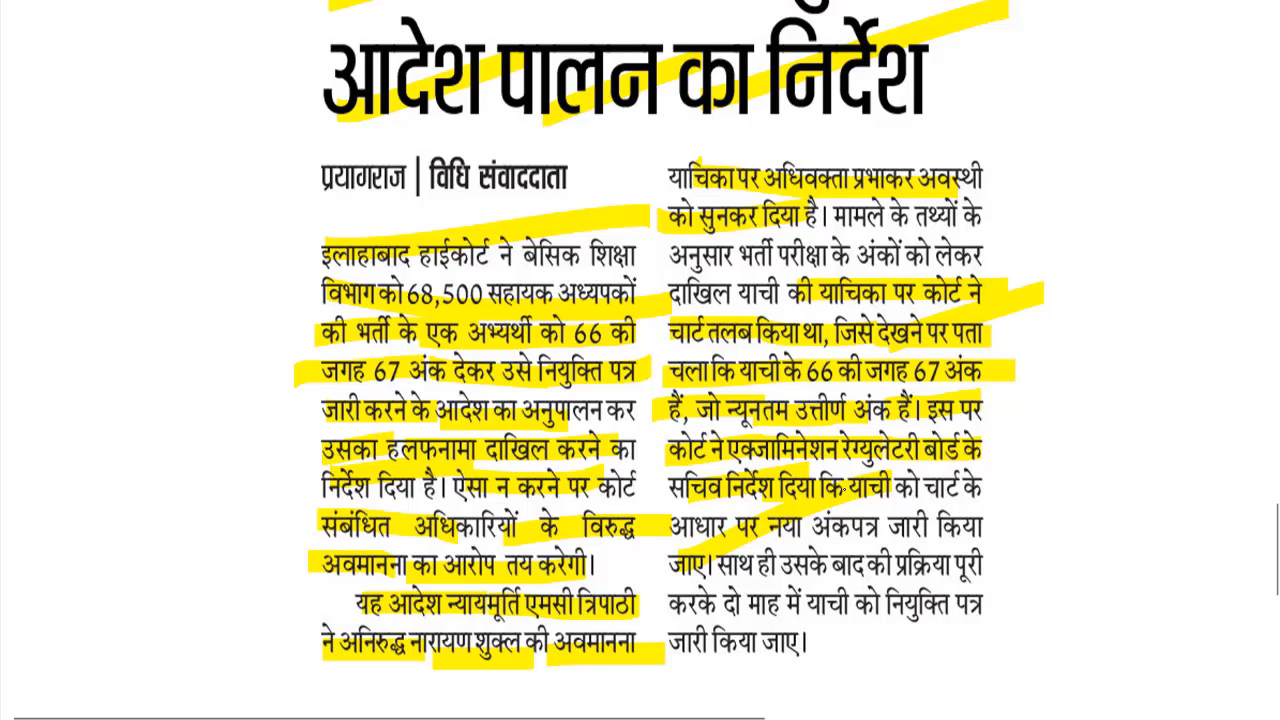 आदेश पालन का निर्देश
प्रयागराज | विधि संवाददाता
इलाहाबाद हाईकोर्ट ने बेसिक शिक्षा
विभाग को 68,500 सहायक अध्यपकों
की भर्ती के एक अभ्यर्थी को 66 की
जगह 67 अंक देकर उसे नियुक्ति पत्र
जारी करने के आदेश का अनुपालन कर
उसका हलफनामा दाखिल करने का
निर्देश दिया है। ऐसा न करने पर कोर्ट
संबंधित अधिकारियों के विरुद्ध
अवमानना का आरोप तय करेगी।
यह आदेश न्यायमूर्ति एमसी त्रिपाठी
ने अनिरुद्ध नारायण शुक्ल की अवमानना
याचिका पर अधिवक्ता प्रभाकर अवस्थी
को सुनकर दिया है। मामले के तथ्यों के
अनुसार भर्ती परीक्षा के अंकों को लेकर
दाखिल याची की याचिका पर कोर्ट ने
चार्ट तलब किया था, जिसे देखने पर पता
चला कि याची के 66 की जगह 67 अंक
हैं, जो न्यूनतम उत्तीर्ण अंक हैं। इस पर
कोर्ट ने एक्जामिनेशन रेग्युलेटरी बोर्ड के
सचिव निर्देश दिया कि याची को चार्ट के
आधार पर नया अंकपत्र जारी किया
जाए। साथ ही उसके बाद की प्रक्रिया पूरी
करके दो माह में याची को नियुक्ति पत्र
जारी किया जाए।